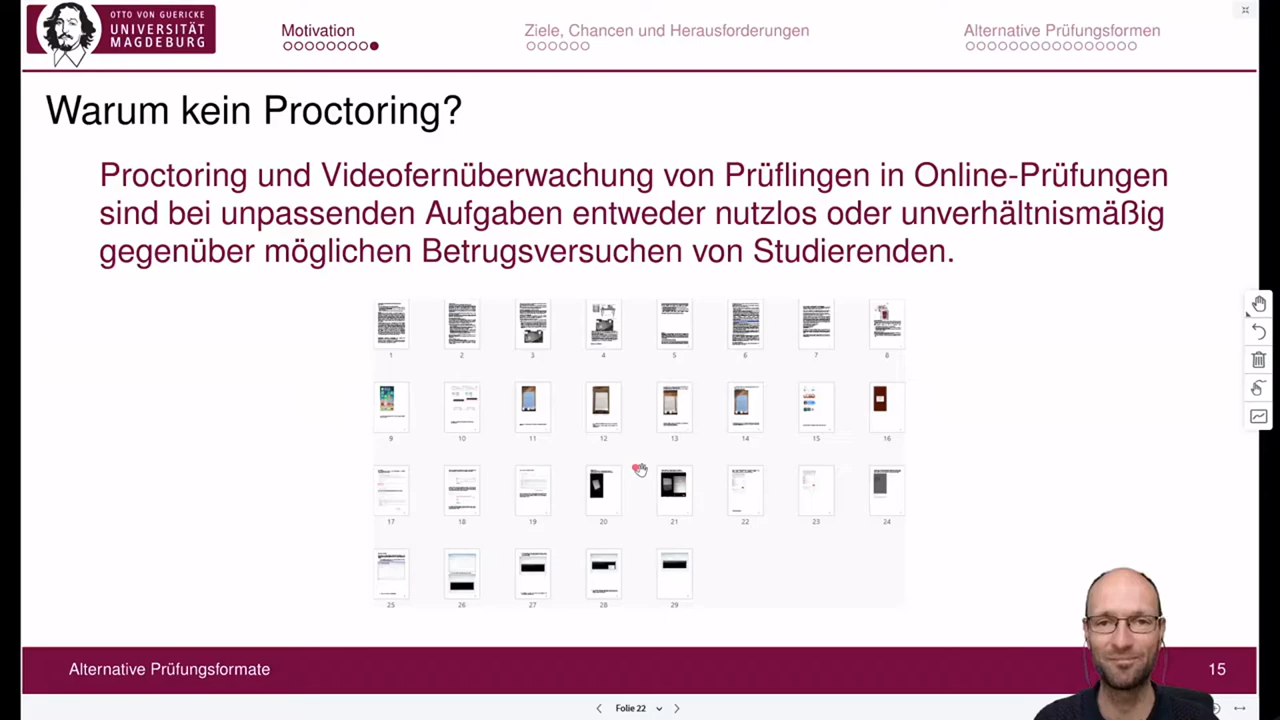 OTTO VON GUERICKE
UNIVERSITÄT
MAGDEBURG
Motivation
Ziele, Chancen und Herausforderungen
Alternative Prüfungsformen
Warum kein Proctoring?
Proctoring und Videofernüberwachung von Prüflingen in Online-Prüfungen
sind bei unpassenden Aufgaben entweder nutzlos oder unverhältnismäßig
gegenüber möglichen Betrugsversuchen von Studierenden.
1 2 3 4 5 6 7 8
9 10 11 12 13 14 15 16
17 18 19 20 21 22 23 24
25 26 27 28 29
Alternative Prüfungsformate
15
Folie 22